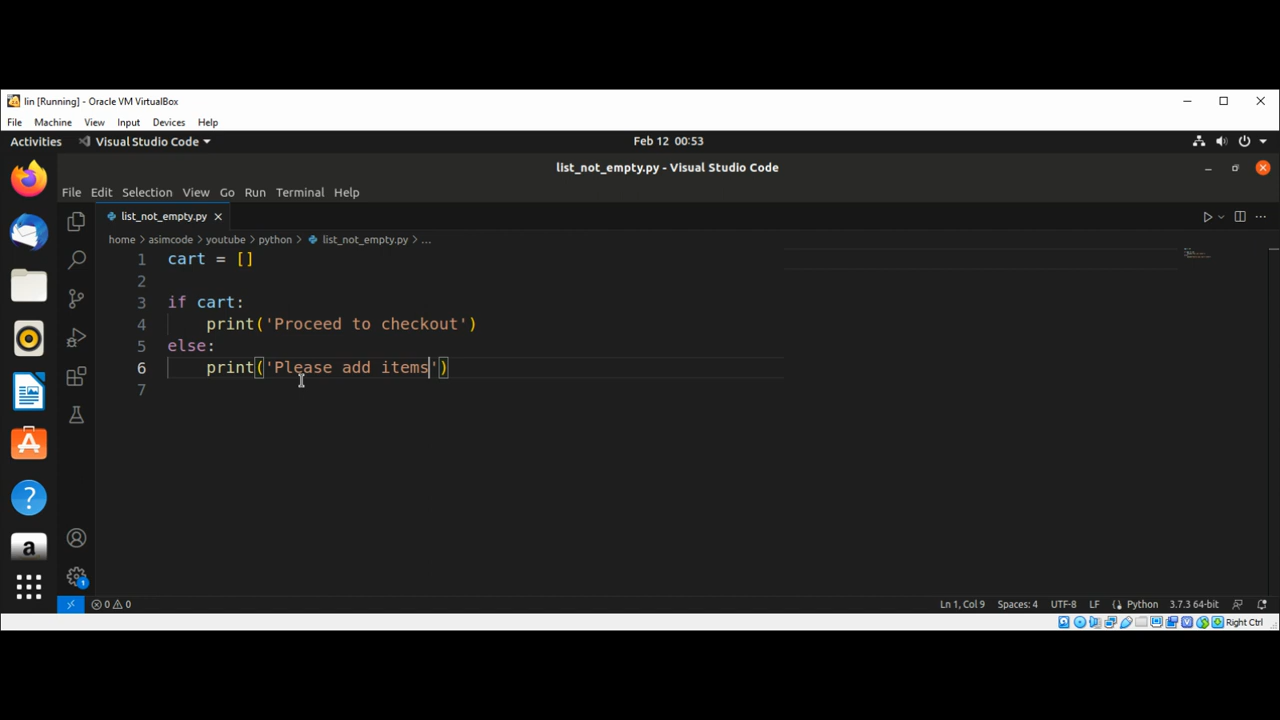 lin [Running] - Oracle VM VirtualBox
File Machine View Input Devices Help
Activities Visual Studio Code Feb 12 00:53
list_not_empty.py - Visual Studio Code
File Edit Selection View Go Run Terminal Help
list_not_empty.py
home > asimcode > youtube > python > list_not_empty.py > ...
1 cart = []
2
3 if cart:
4 print('Proceed to checkout')
5 else:
6 print('Please add items')
7
a
1
0 0 Ln 1, Col 9 Spaces: 4 UTF-8 LF Python 3.7.3 64-bit
Right Ctrl